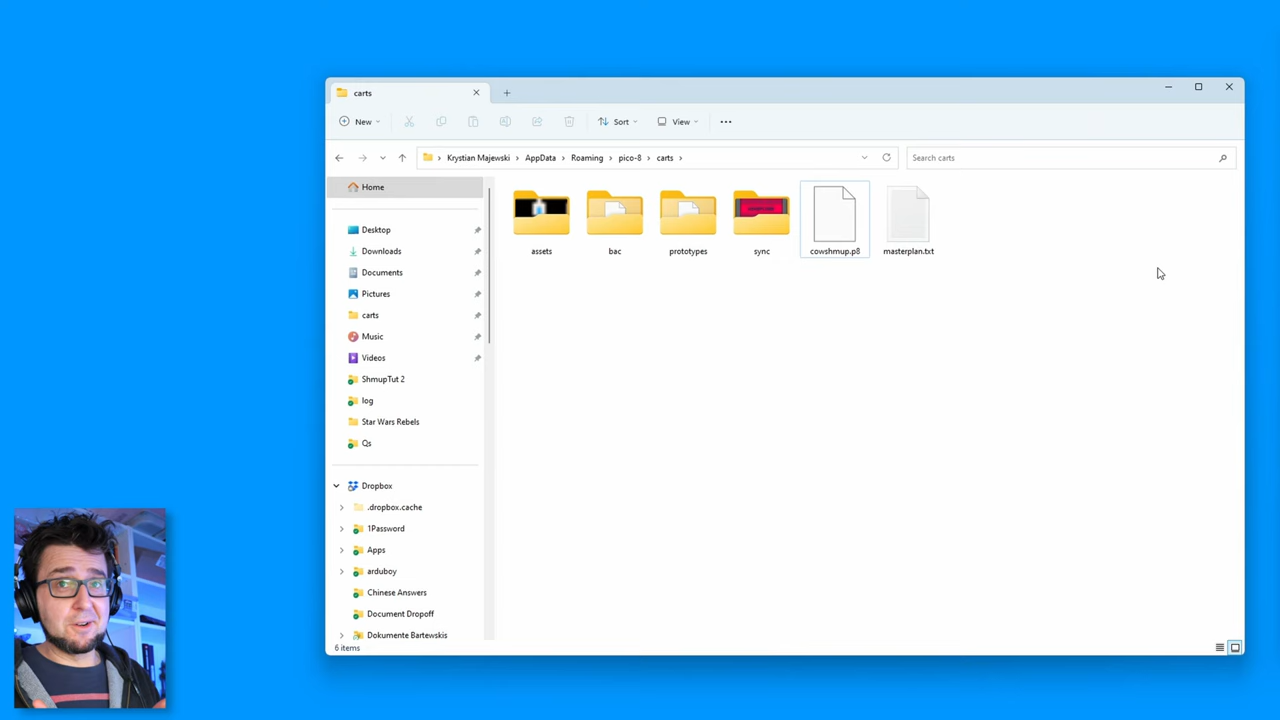 carts
New
Sort
View
Krystian Majewski > AppData > Roaming > pico-8 > carts >
Search carts
Home
Desktop
Downloads
Documents
Pictures
carts
Music
Videos
ShmupTut 2
log
Star Wars Rebels
Qs
Dropbox
.dropbox.cache
1Password
Apps
arduboy
Chinese Answers
Document Dropoff
Dokumente Bartewskis
assets
bac
prototypes
sync
cowshmup.p8
masterplan.txt
6 items